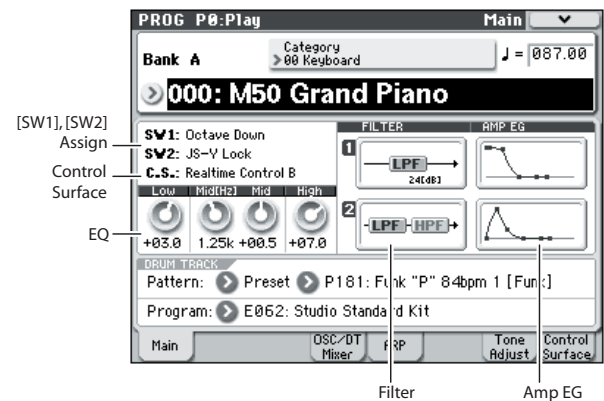 PROG P0:Play Main
Bank A
Category
00 Keyboard
♩ = 087.00
000: M50 Grand Piano
[SW1], [SW2]
Assign
Control
Surface
EQ
SW1: Octave Down
SW2: JS-Y Lock
C.S.: Realtime Control B
Low Mid[Hz] Mid High
+03.0 1.25k +00.5 +07.0
FILTER AMP EG
1
LPF
24[dB]
2
LPF HPF
DRUM TRACK
Pattern: Preset P181: Funk "P" 84bpm 1 [Funk]
Program: E062: Studio Standard Kit
Main
OSC/DT
Mixer
ARP
Tone
Adjust
Control
Surface
Filter Amp EG